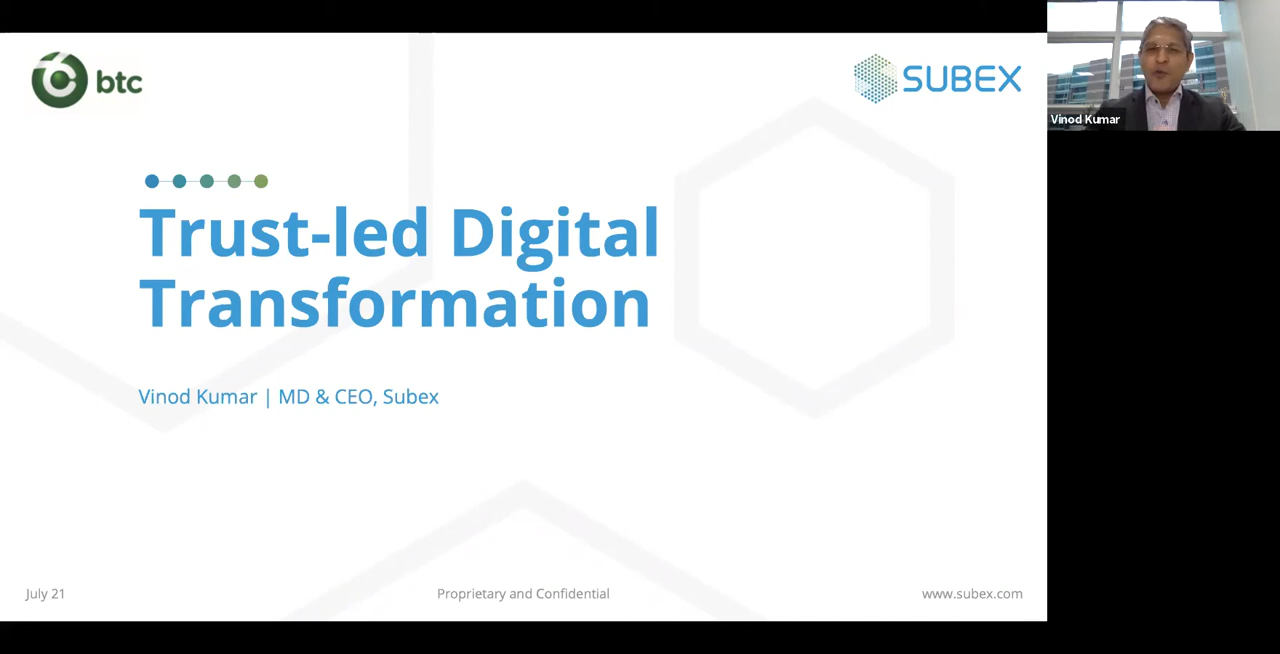 btc
SUBEX
Vinod Kumar
Trust-led Digital
Transformation
Vinod Kumar | MD & CEO, Subex
July 21
Proprietary and Confidential
www.subex.com